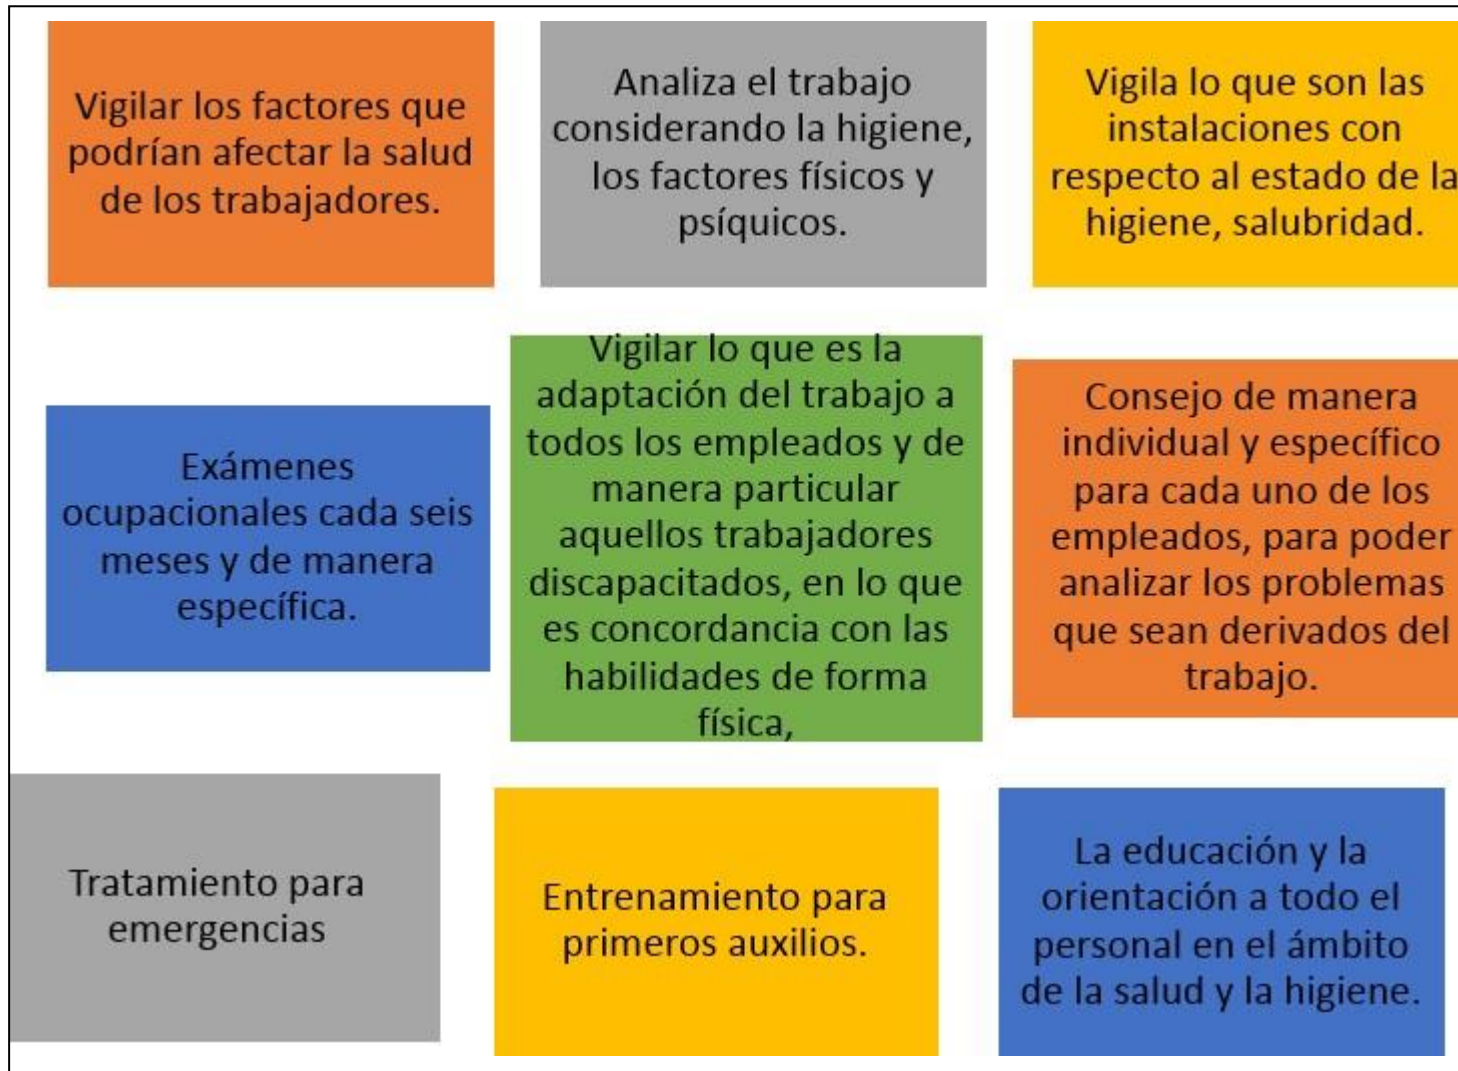 Vigilar los factores que
podrían afectar la salud
de los trabajadores.
Analiza el trabajo
considerando la higiene,
los factores físicos y
psíquicos.
Vigila lo que son las
instalaciones con
respecto al estado de la
higiene, salubridad.
Exámenes
ocupacionales cada seis
meses y de manera
específica.
Vigilar lo que es la
adaptación del trabajo a
todos los empleados y de
manera particular
aquellos trabajadores
discapacitados, en lo que
es concordancia con las
habilidades de forma
física,
Consejo de manera
individual y específico
para cada uno de los
empleados, para poder
analizar los problemas
que sean derivados del
trabajo.
Tratamiento para
emergencias
Entrenamiento para
primeros auxilios.
La educación y la
orientación a todo el
personal en el ámbito
de la salud y la higiene.